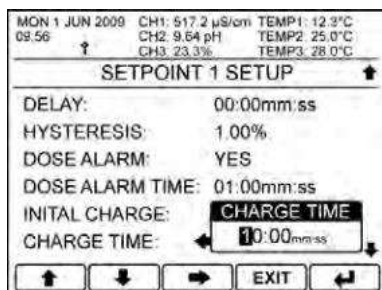 MON 1 JUN 2009 CH1: 517.2 µS/cm TEMP1: 12.3°C
09:56 CH2: 9.64 pH TEMP2: 25.0°C
CH3: 23.3% TEMP3: 28.0°C
SETPOINT 1 SETUP
DELAY: 00:00mm:ss
HYSTERESIS: 1.00%
DOSE ALARM: YES
DOSE ALARM TIME: 01:00mm:ss
INITAL CHARGE:
CHARGE TIME
CHARGE TIME: 10:00mm:ss
EXIT